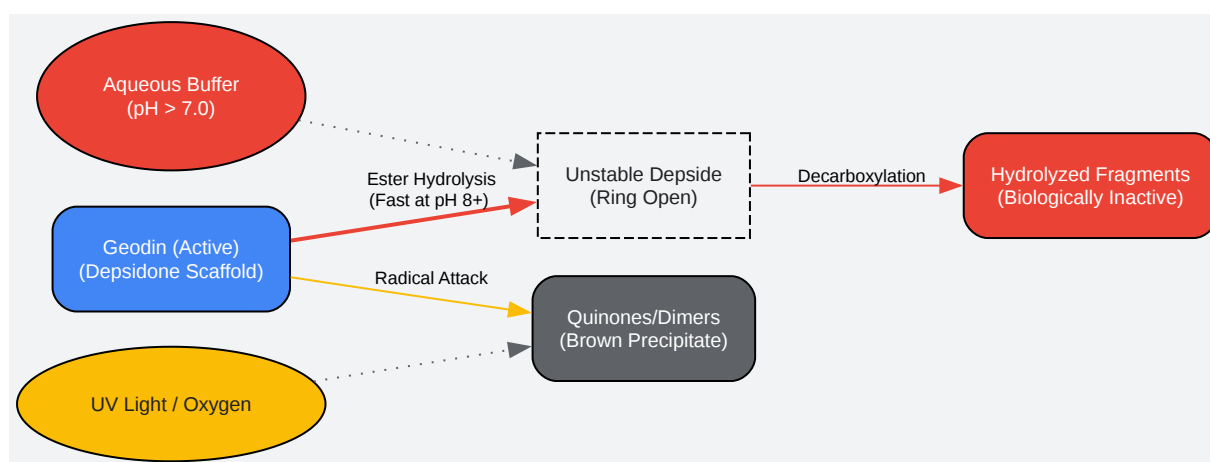 Aqueous Buffer
(pH > 7.0)
Ester Hydrolysis
(Fast at pH 8+)
Unstable Depside
(Ring Open)
Decarboxylation
Hydrolyzed Fragments
(Biologically Inactive)
Geodin (Active)
(Depsidone Scaffold)
Radical Attack
Quinones/Dimers
(Brown Precipitate)
UV Light / Oxygen